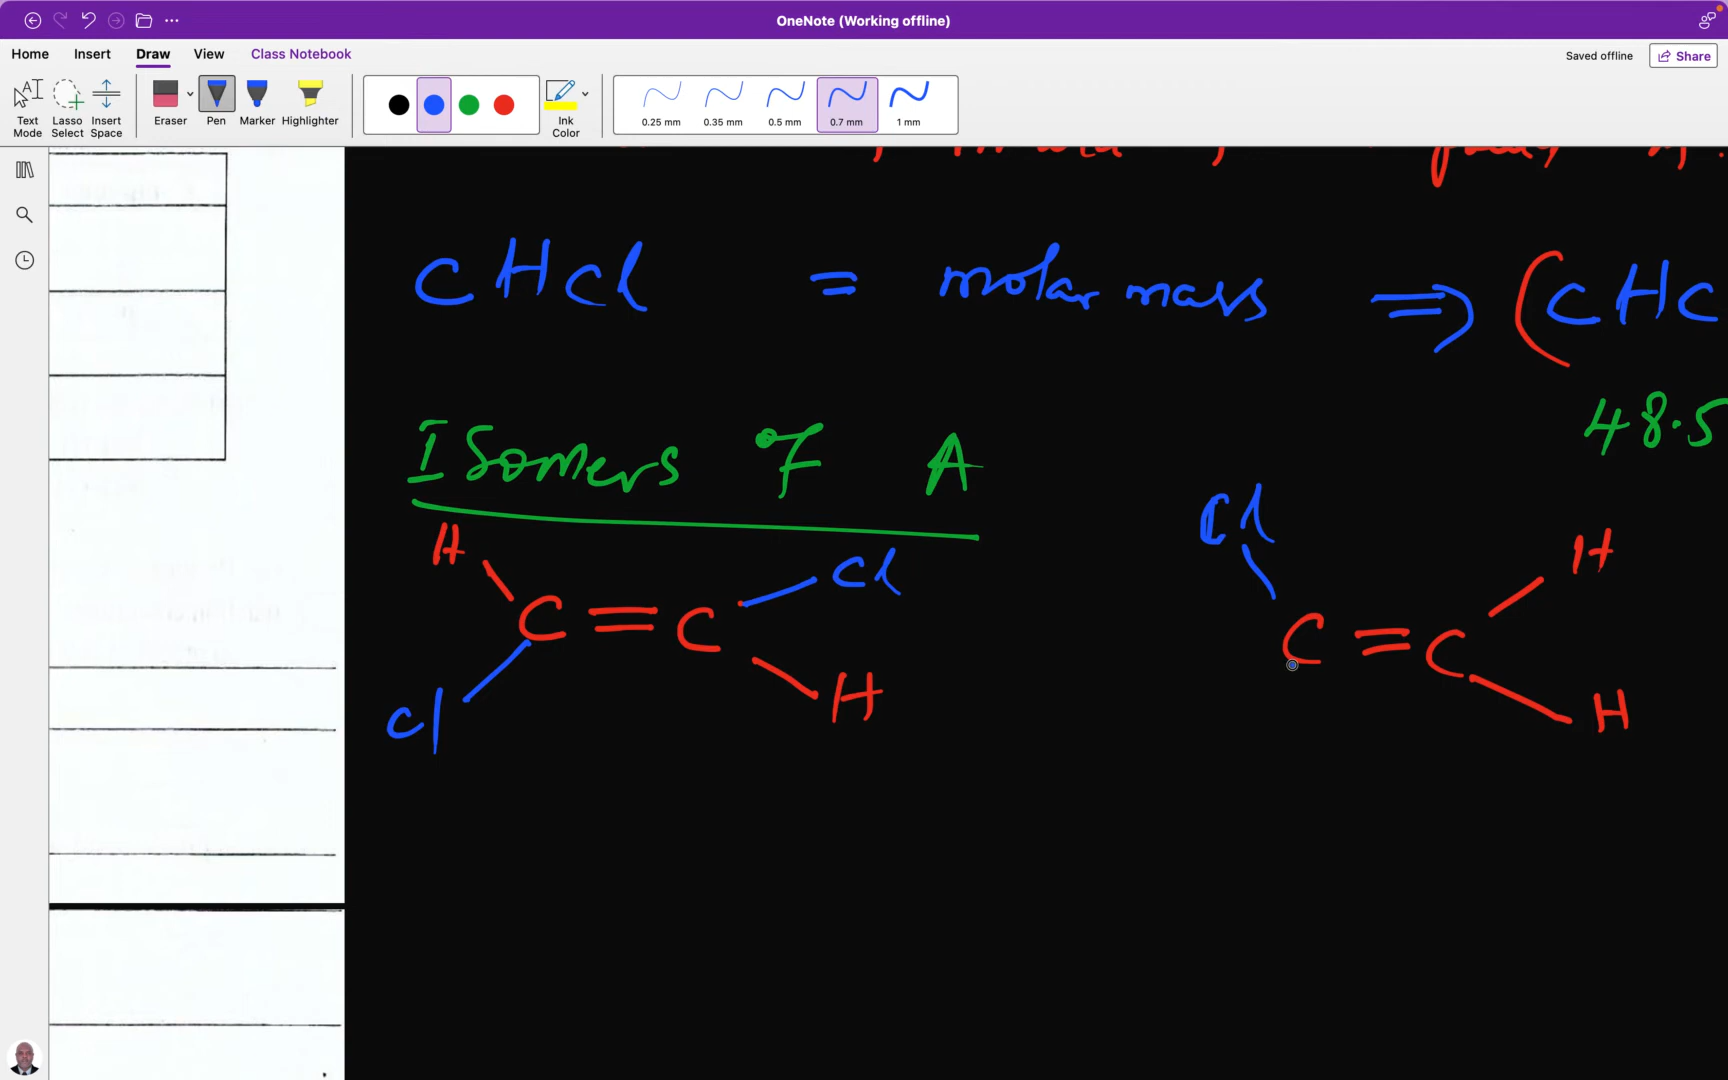 OneNote (Working offline)
Home Insert Draw View Class Notebook
Saved offline Share
Text Mode
Lasso Select
Insert Space
Eraser
Pen
Marker
Highlighter
Ink Color
0.25 mm 0.35 mm 0.5 mm 0.7 mm 1 mm
CHCl = molar mass ⇒ (CHC
48.5
Isomers of A
H Cl
C = C
Cl H
Cl H
C = C
H